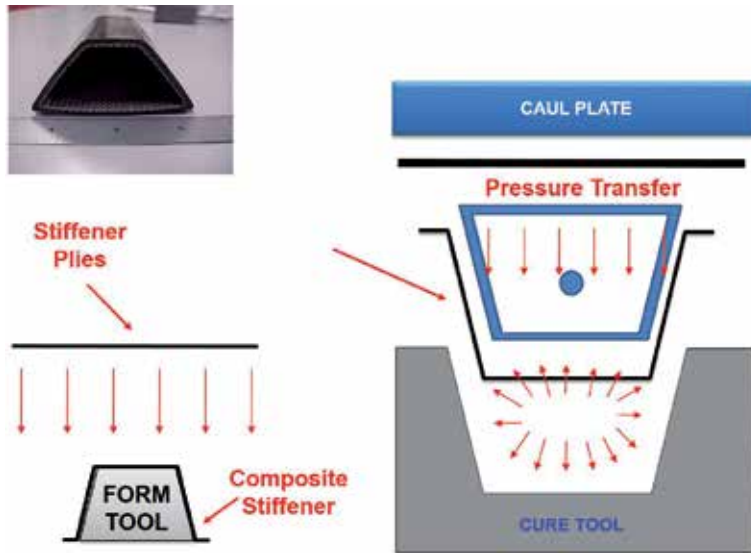 CAUL PLATE
Pressure Transfer
Stiffener
Plies
FORM
TOOL
Composite
Stiffener
CURE TOOL